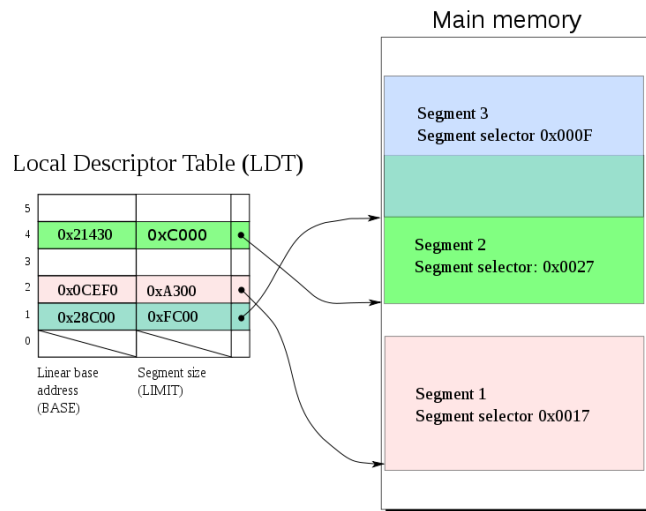 Main memory
Segment 3
Segment selector 0x000F
Local Descriptor Table (LDT)
5
4 0x21430 0xC000
3
2 0x0CEF0 0xA300
1 0x28C00 0xFC00
0
Linear base
address
(BASE)
Segment size
(LIMIT)
Segment 2
Segment selector: 0x0027
Segment 1
Segment selector 0x0017